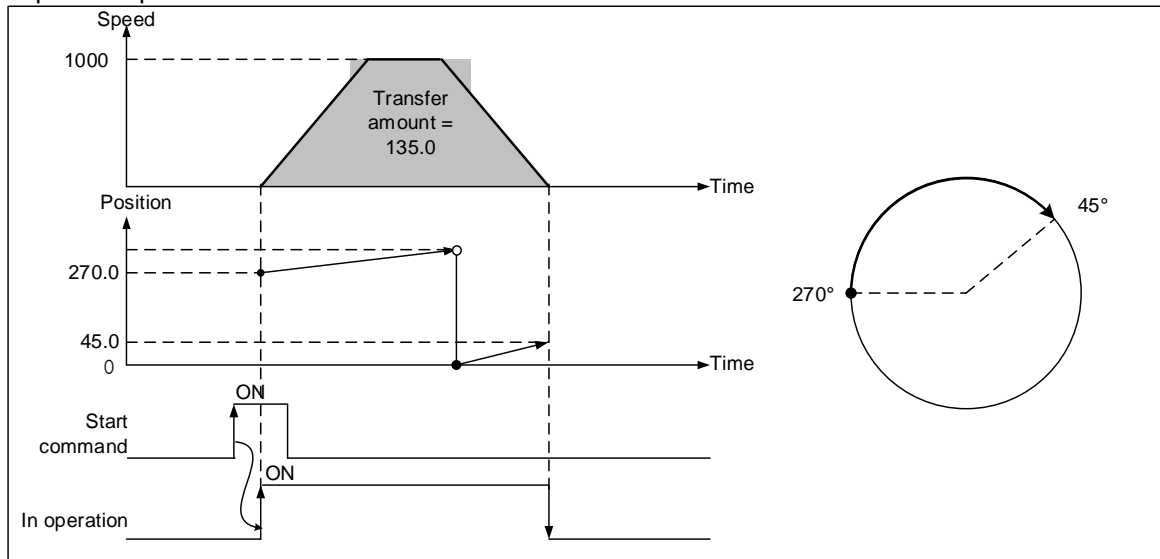 Speed
1000
Transfer
amount =
135.0
Time
Position
270.0
45.0
0
Time
ON
Start
command
ON
In operation
45°
270°